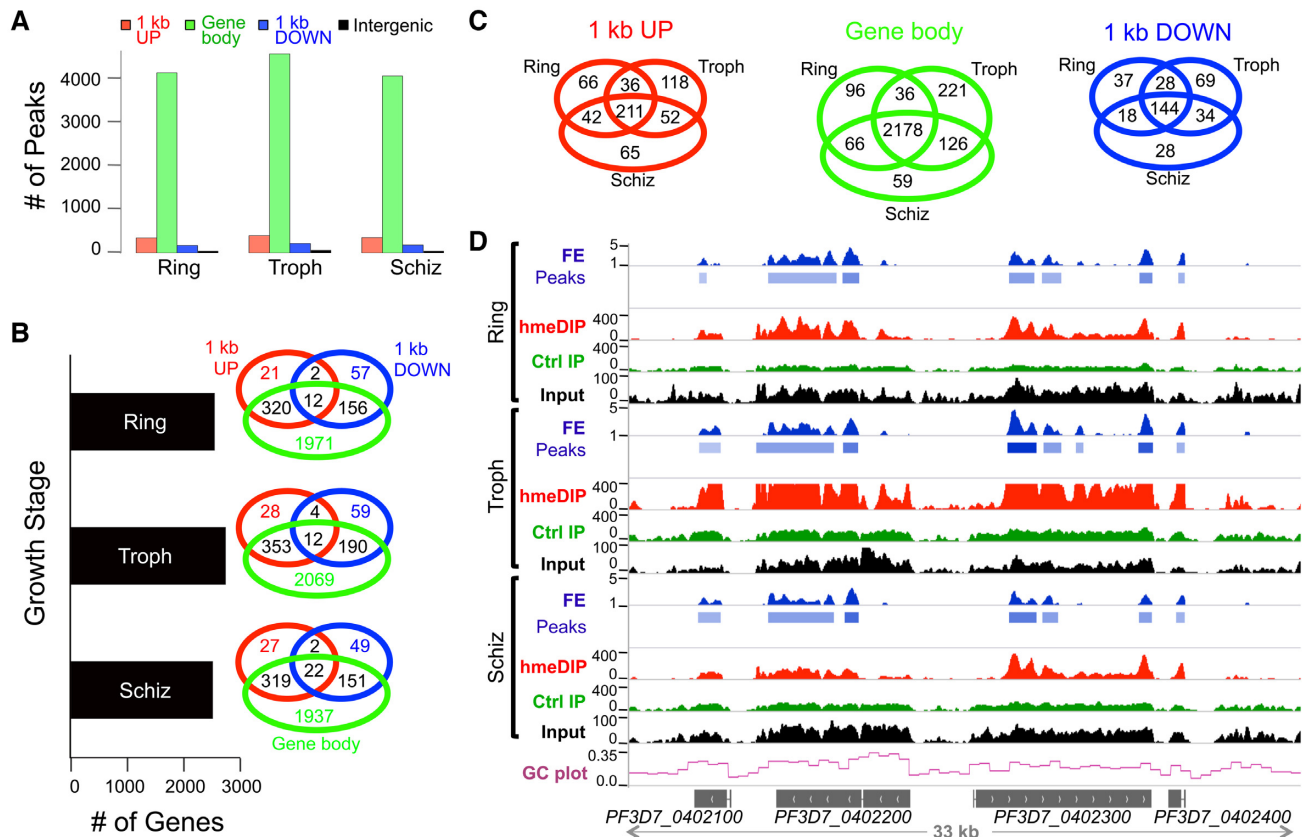 A
1 kb UP
Gene body
1 kb DOWN
Intergenic
# of Peaks
4000
3000
2000
1000
0
Ring
Troph
Schiz
B
Growth Stage
Ring
Troph
Schiz
0
1000
2000
3000
# of Genes
1 kb UP
1 kb DOWN
21
2
57
320
12
156
1971
28
4
59
353
12
190
2069
27
2
49
319
22
151
1937
Gene body
C
1 kb UP
Ring
Troph
66
36
118
42
211
52
65
Schiz
Gene body
Ring
Troph
96
36
221
66
2178
126
59
Schiz
1 kb DOWN
Ring
Troph
37
28
69
18
144
34
28
Schiz
D
Ring
FE
5
1
Peaks
hmeDIP
400
0
Ctrl IP
400
0
Input
100
0
Troph
FE
5
1
Peaks
hmeDIP
400
0
Ctrl IP
400
0
Input
100
0
Schiz
FE
5
1
Peaks
hmeDIP
400
0
Ctrl IP
400
0
Input
100
0
GC plot
0.35
0.0
PF3D7_0402100
PF3D7_0402200
PF3D7_0402300
PF3D7_0402400
33 kb